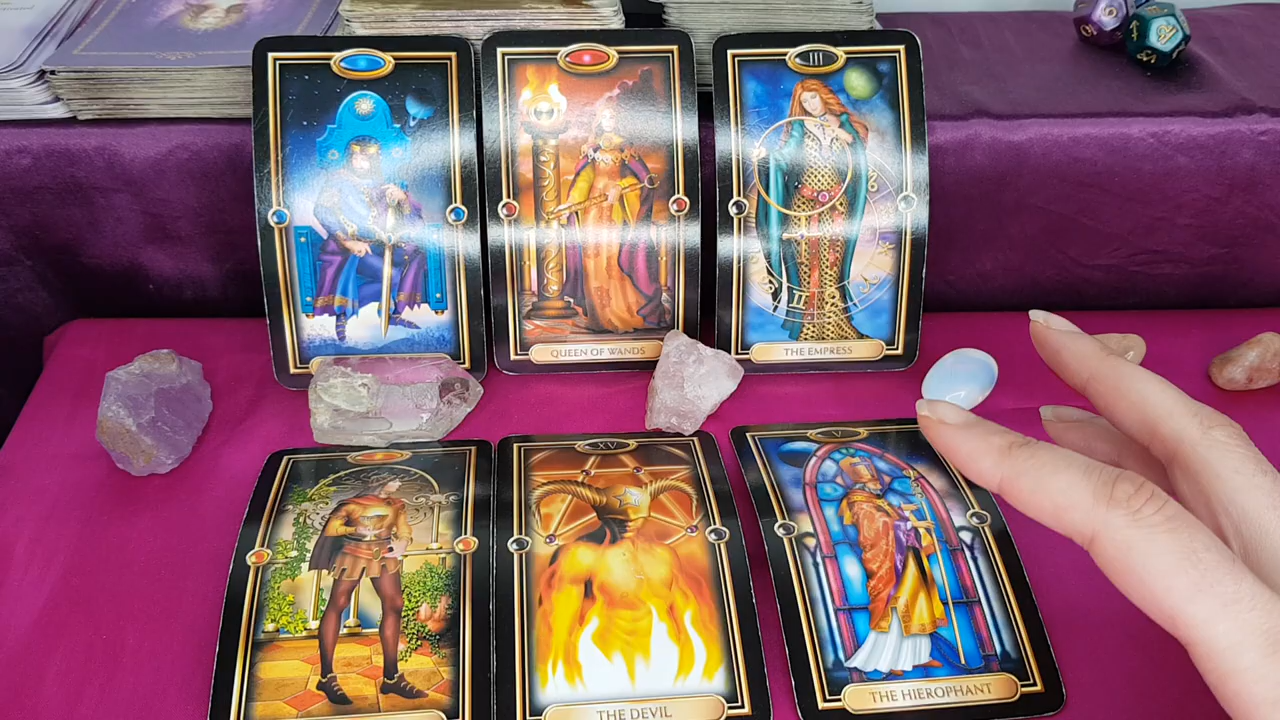 III
QUEEN OF WANDS
THE EMPRESS
XV
V
THE DEVIL
THE HIEROPHANT